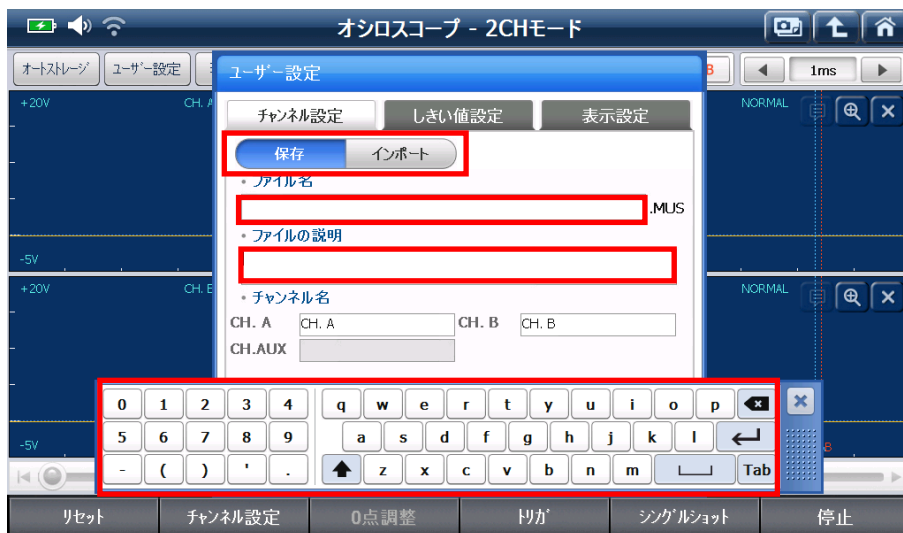 オシロスコープ - 2CHモード
オートストレージ ユーザー設定 1ms
ユーザー設定
+20V CH. A NORMAL
チャンネル設定 しきい値設定 表示設定
保存 インポート
• ファイル名
.MUS
• ファイルの説明
-5V
+20V NORMAL
• チャンネル名
CH. A CH. A CH. B CH. B
CH.AUX
0 1 2 3 4 q w e r t y u i o p
5 6 7 8 9 a s d f g h j k l
-5V
- ( ) ' . z x c v b n m Tab
リセット チャンネル設定 0点調整 トリガ シングルショット 停止